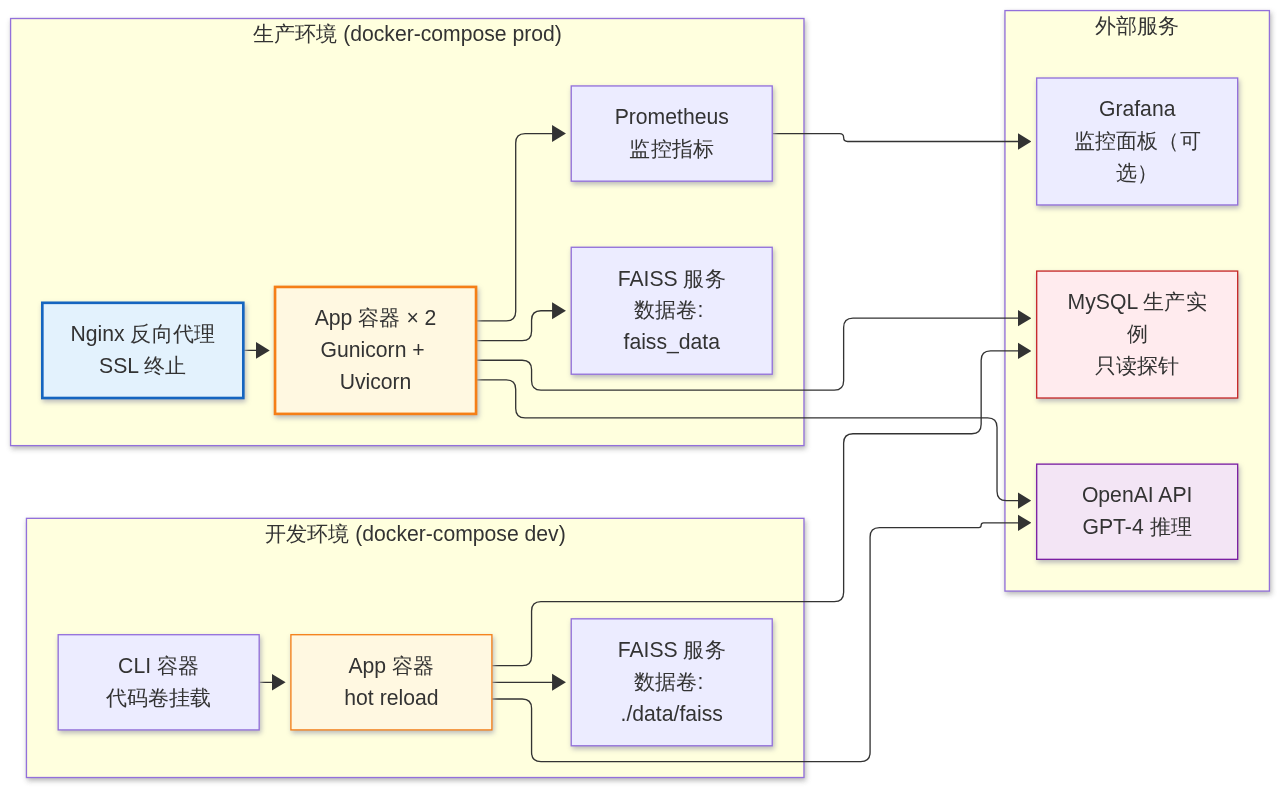 生产环境 (docker-compose prod)
Prometheus
监控指标
FAISS 服务
数据卷:
faiss_data
Nginx 反向代理
SSL 终止
App 容器 × 2
Gunicorn +
Uvicorn
外部服务
Grafana
监控面板（可
选）
MySQL 生产实
例
只读探针
OpenAI API
GPT-4 推理
开发环境 (docker-compose dev)
CLI 容器
代码卷挂载
App 容器
hot reload
FAISS 服务
数据卷:
./data/faiss